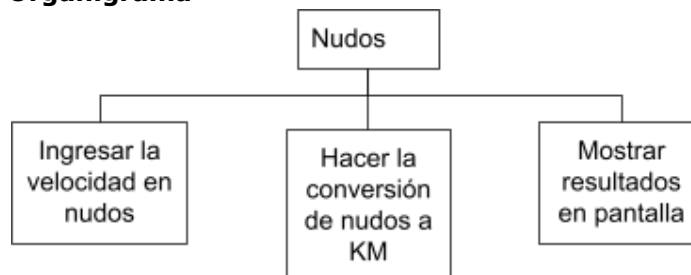 Organigrama
Nudos
Ingresar la
velocidad en
nudos
Hacer la
conversión
de nudos a
KM
Mostrar
resultados
en pantalla